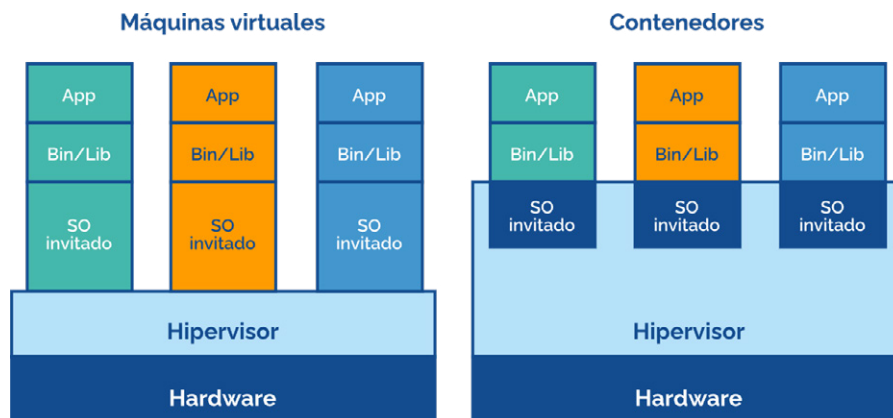 Máquinas virtuales
App
App
App
Bin/Lib
Bin/Lib
Bin/Lib
SO
invitado
SO
invitado
SO
invitado
Hipervisor
Hardware
Contenedores
App
App
App
Bin/Lib
Bin/Lib
Bin/Lib
SO
invitado
SO
invitado
SO
invitado
Hipervisor
Hardware